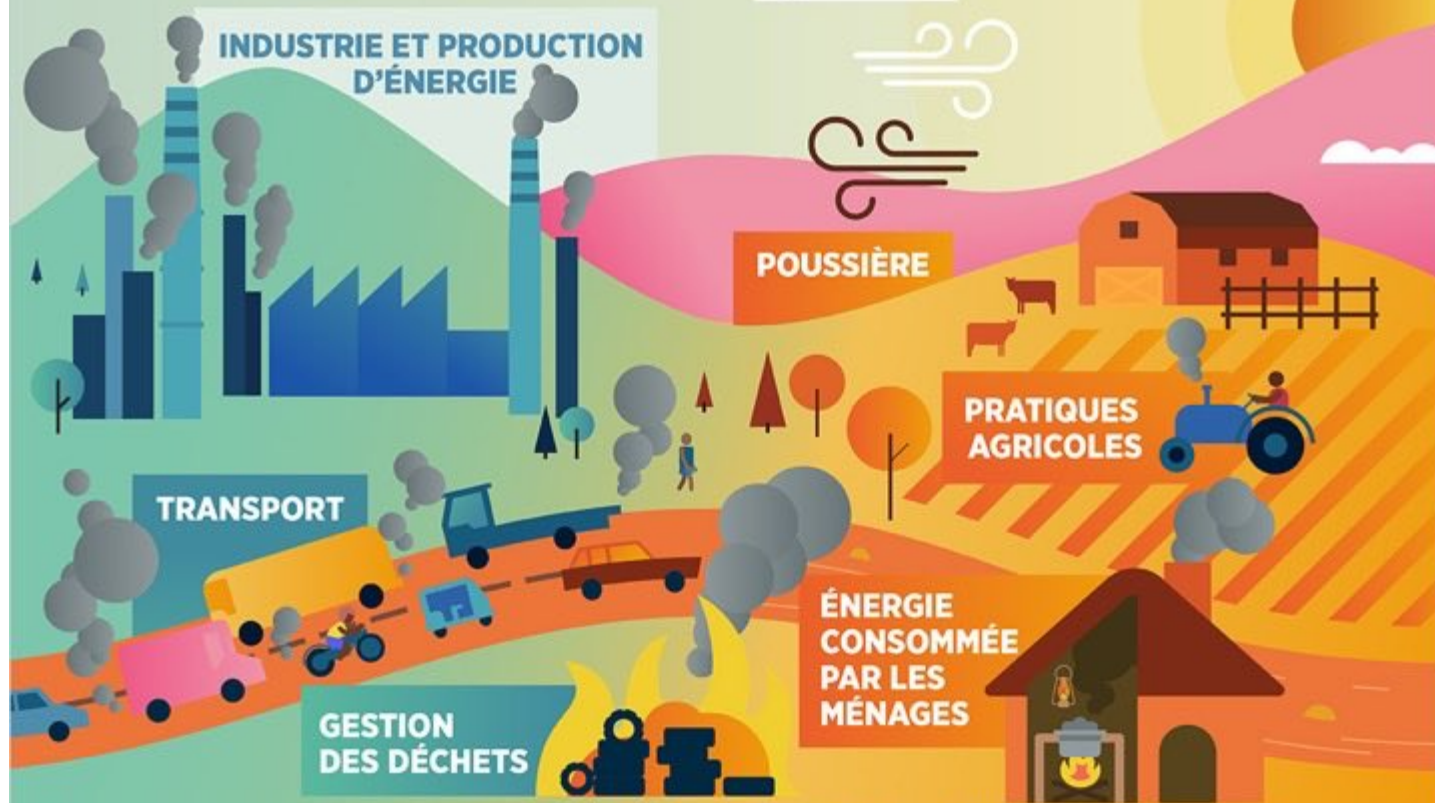 INDUSTRIE ET PRODUCTION
D'ÉNERGIE
POUSSIÈRE
PRATIQUES
AGRICOLES
TRANSPORT
ÉNERGIE
CONSOMMÉE
PAR LES
MÉNAGES
GESTION
DES DÉCHETS